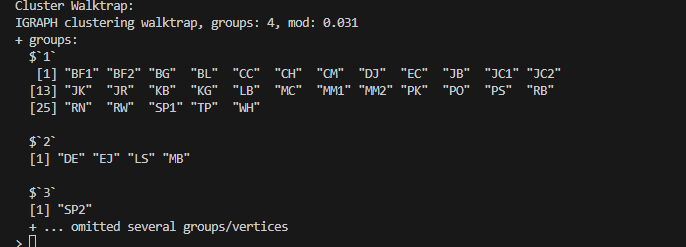 Cluster Walktrap:
IGRAPH clustering walktrap, groups: 4, mod: 0.031
+ groups:
  $`1`
   [1] "BF1" "BF2" "BG"  "BL"  "CC"  "CH"  "CM"  "DJ"  "EC"  "JB"  "JC1" "JC2"
  [13] "JK"  "JR"  "KB"  "KG"  "LB"  "MC"  "MM1" "MM2" "PK"  "PO"  "PS"  "RB"
  [25] "RN"  "RW"  "SP1" "TP"  "WH"

  $`2`
  [1] "DE" "EJ" "LS" "MB"

  $`3`
  [1] "SP2"
  + ... omitted several groups/vertices
>